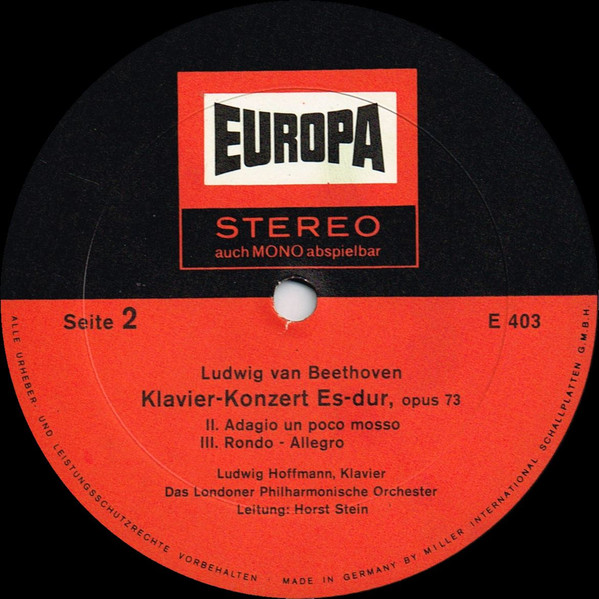 EUROPA
STEREO
auch MONO abspielbar
Seite 2
E 403
Ludwig van Beethoven
Klavier-Konzert Es-dur, opus 73
II. Adagio un poco mosso
III. Rondo - Allegro
Ludwig Hoffmann, Klavier
Das Londoner Philharmonische Orchester
Leitung: Horst Stein
ALLE URHEBER- UND LEISTUNGSSCHUTZRECHTE VORBEHALTEN · MADE IN GERMANY BY MILLER INTERNATIONAL SCHALLPLATTEN G.M.B.H.